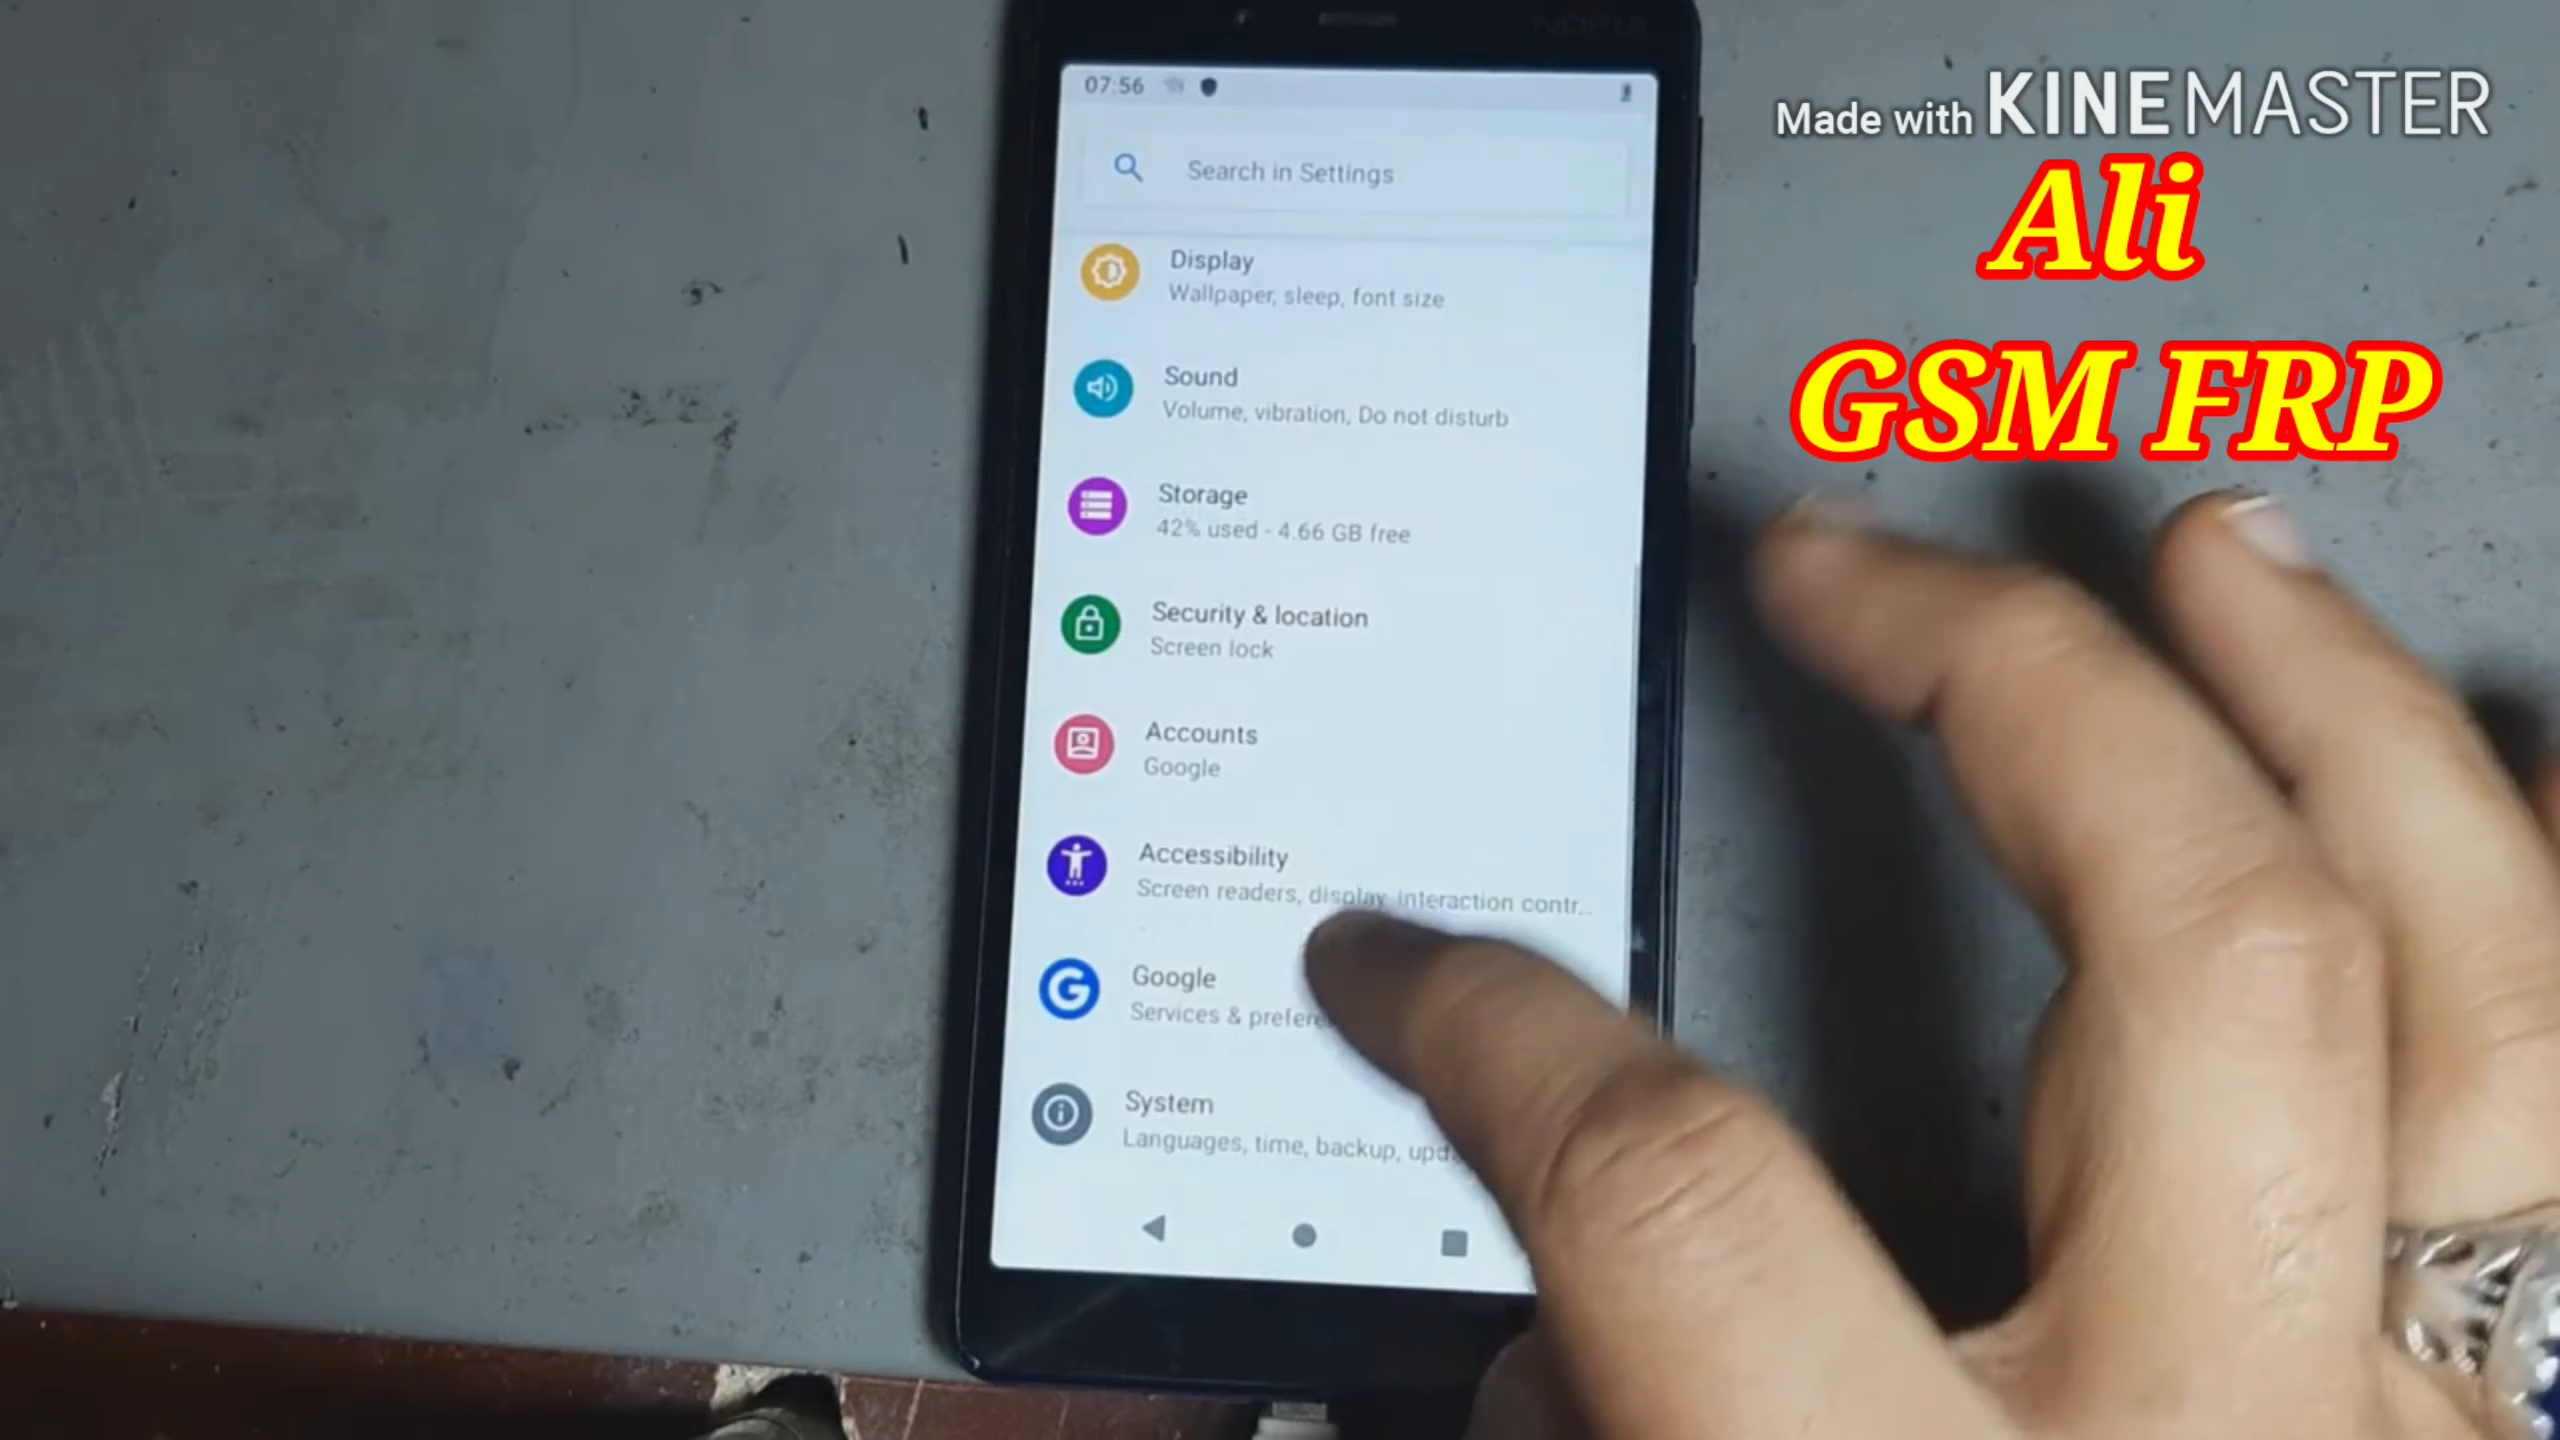 NOKIA
07:56
Made with KINEMASTER
Search in Settings
Ali
GSM FRP
Display
Wallpaper, sleep, font size
Sound
Volume, vibration, Do not disturb
Storage
42% used - 4.66 GB free
Security & location
Screen lock
Accounts
Google
Accessibility
Screen readers, display, interaction contr...
Google
Services &
System
Languages, time, backup,